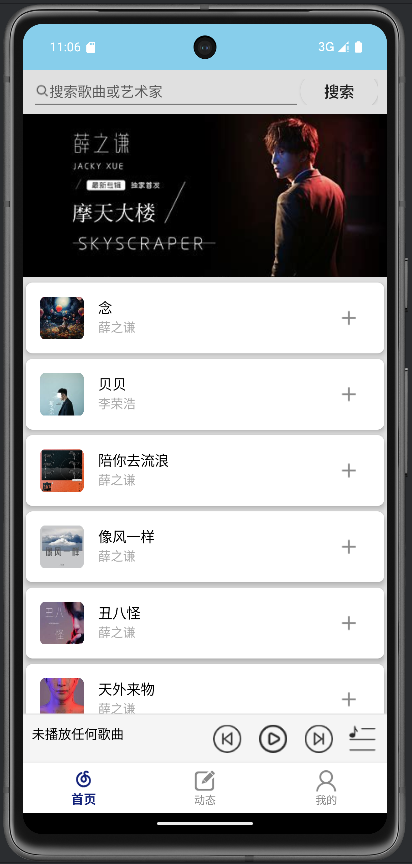 11:06
3G
搜索歌曲或艺术家
搜索
薛之谦
JACKY XUE
最新专辑 独家首发
摩天大楼
SKYSCRAPER
念
薛之谦
贝贝
李荣浩
陪你去流浪
薛之谦
像风一样
薛之谦
丑八怪
薛之谦
天外来物
薛之谦
未播放任何歌曲
首页
动态
我的